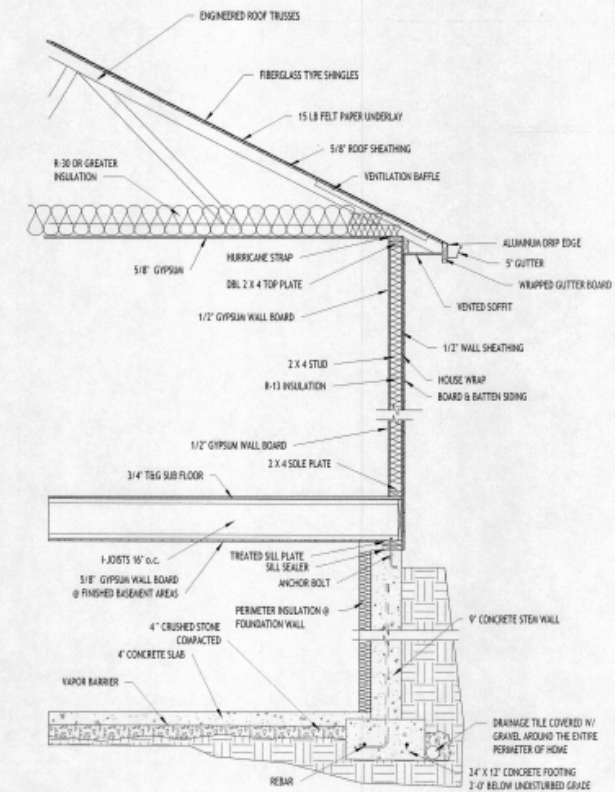 ENGINEERED ROOF TRUSSES
FIBERGLASS TYPE SHINGLES
15 LB FELT PAPER UNDERLAY
5/8" ROOF SHEATHING
R-30 OR GREATER
INSULATION
VENTILATION BAFFLE
ALUMINUM DRIP EDGE
HURRICANE STRAP
5" GUTTER
5/8" GYPSUM
DBL 2 X 4 TOP PLATE
WRAPPED GUTTER BOARD
VENTED SOFFIT
1/2" GYPSUM WALL BOARD
1/2" WALL SHEATHING
2 X 4 STUD
HOUSE WRAP
R-13 INSULATION
BOARD & BATTEN SIDING
1/2" GYPSUM WALL BOARD
2 X 4 SOLE PLATE
3/4" T&G SUB FLOOR
I-JOISTS 16" o.c.
TREATED SILL PLATE
SILL SEALER
5/8" GYPSUM WALL BOARD
@ FINISHED BASEMENT AREAS
ANCHOR BOLT
PERIMETER INSULATION @
FOUNDATION WALL
9" CONCRETE STEM WALL
4" CRUSHED STONE
COMPACTED
4" CONCRETE SLAB
VAPOR BARRIER
DRAINAGE TILE COVERED W/
GRAVEL AROUND THE ENTIRE
PERIMETER OF HOME
REBAR
24" X 12" CONCRETE FOOTING
2'-0" BELOW UNDISTURBED GRADE